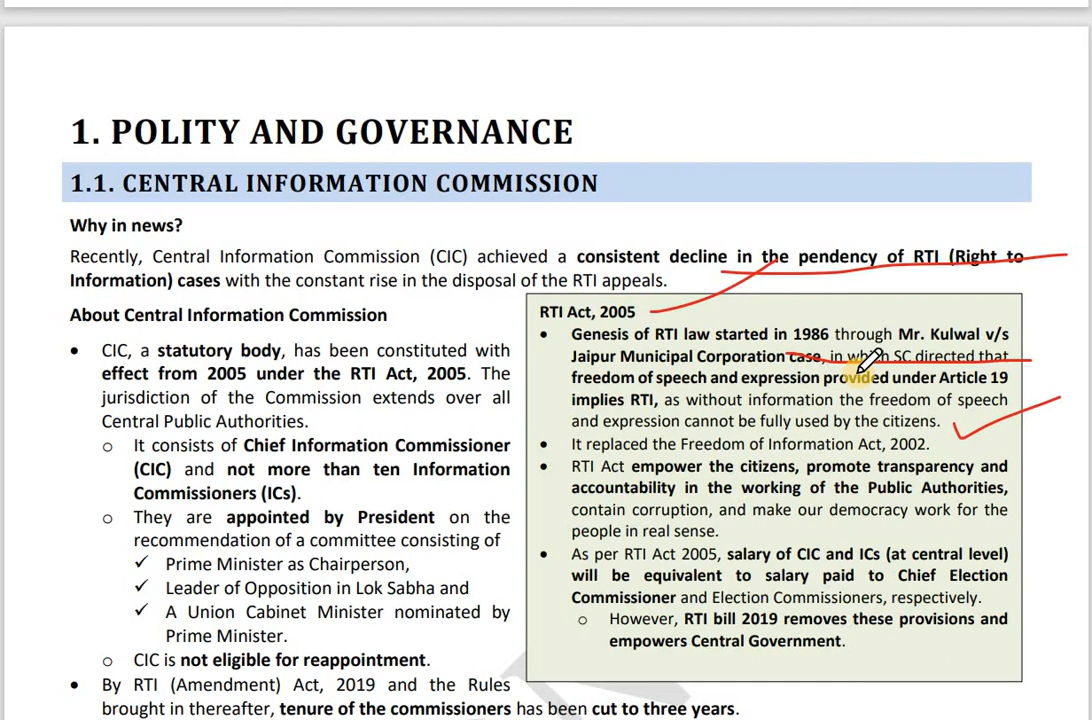 1. POLITY AND GOVERNANCE
1.1. CENTRAL INFORMATION COMMISSION
Why in news?
Recently, Central Information Commission (CIC) achieved a consistent decline in the pendency of RTI (Right to
Information) cases with the constant rise in the disposal of the RTI appeals.
About Central Information Commission
• CIC, a statutory body, has been constituted with
effect from 2005 under the RTI Act, 2005. The
jurisdiction of the Commission extends over all
Central Public Authorities.
o It consists of Chief Information Commissioner
(CIC) and not more than ten Information
Commissioners (ICs).
o They are appointed by President on the
recommendation of a committee consisting of
✓ Prime Minister as Chairperson,
✓ Leader of Opposition in Lok Sabha and
✓ A Union Cabinet Minister nominated by
Prime Minister.
o CIC is not eligible for reappointment.
• By RTI (Amendment) Act, 2019 and the Rules
brought in thereafter, tenure of the commissioners has been cut to three years.
RTI Act, 2005
• Genesis of RTI law started in 1986 through Mr. Kulwal v/s
Jaipur Municipal Corporation case, in which SC directed that
freedom of speech and expression provided under Article 19
implies RTI, as without information the freedom of speech
and expression cannot be fully used by the citizens.
• It replaced the Freedom of Information Act, 2002.
• RTI Act empower the citizens, promote transparency and
accountability in the working of the Public Authorities,
contain corruption, and make our democracy work for the
people in real sense.
• As per RTI Act 2005, salary of CIC and ICs (at central level)
will be equivalent to salary paid to Chief Election
Commissioner and Election Commissioners, respectively.
o However, RTI bill 2019 removes these provisions and
empowers Central Government.